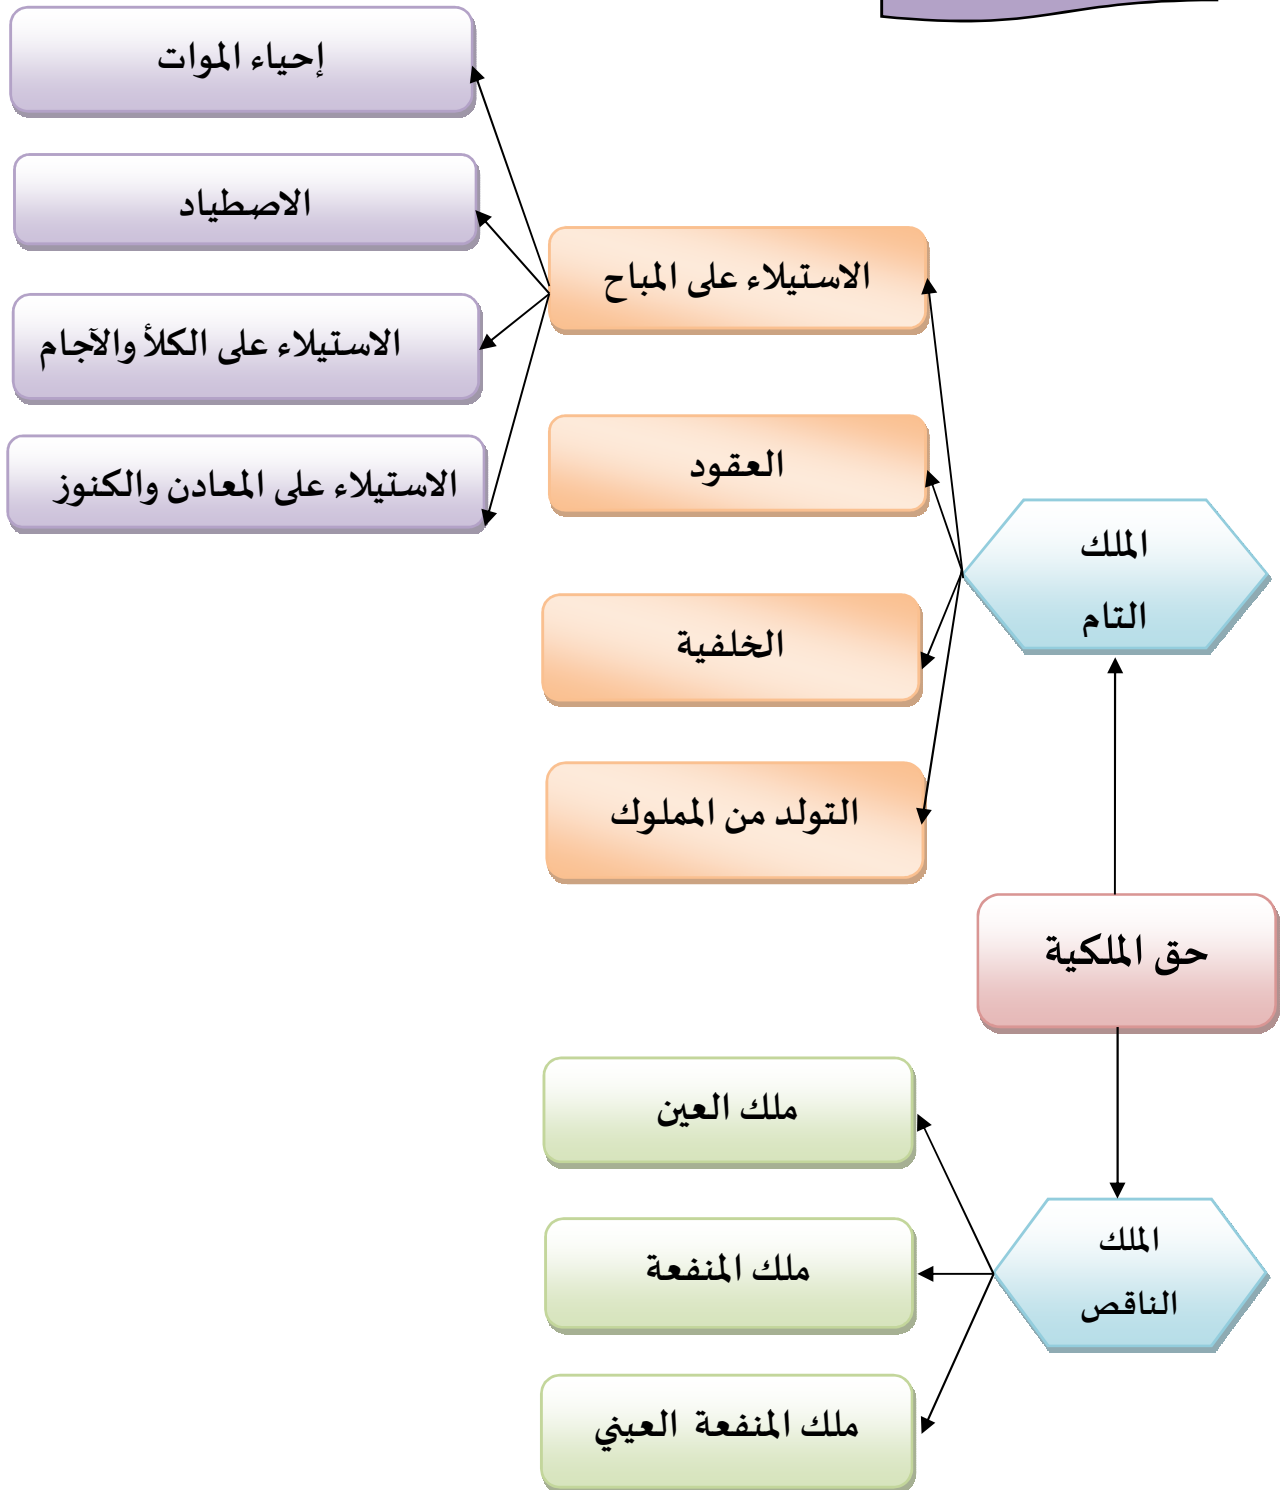 إحياء الموات
الاصطياد
الاستيلاء على المباح
الاستيلاء على الكلأ والآجام
العقود
الاستيلاء على المعادن والكنوز
الملك
التام
الخلفية
التولد من المملوك
حق الملكية
ملك العين
الملك
الناقص
ملك المنفعة
ملك المنفعة العيني